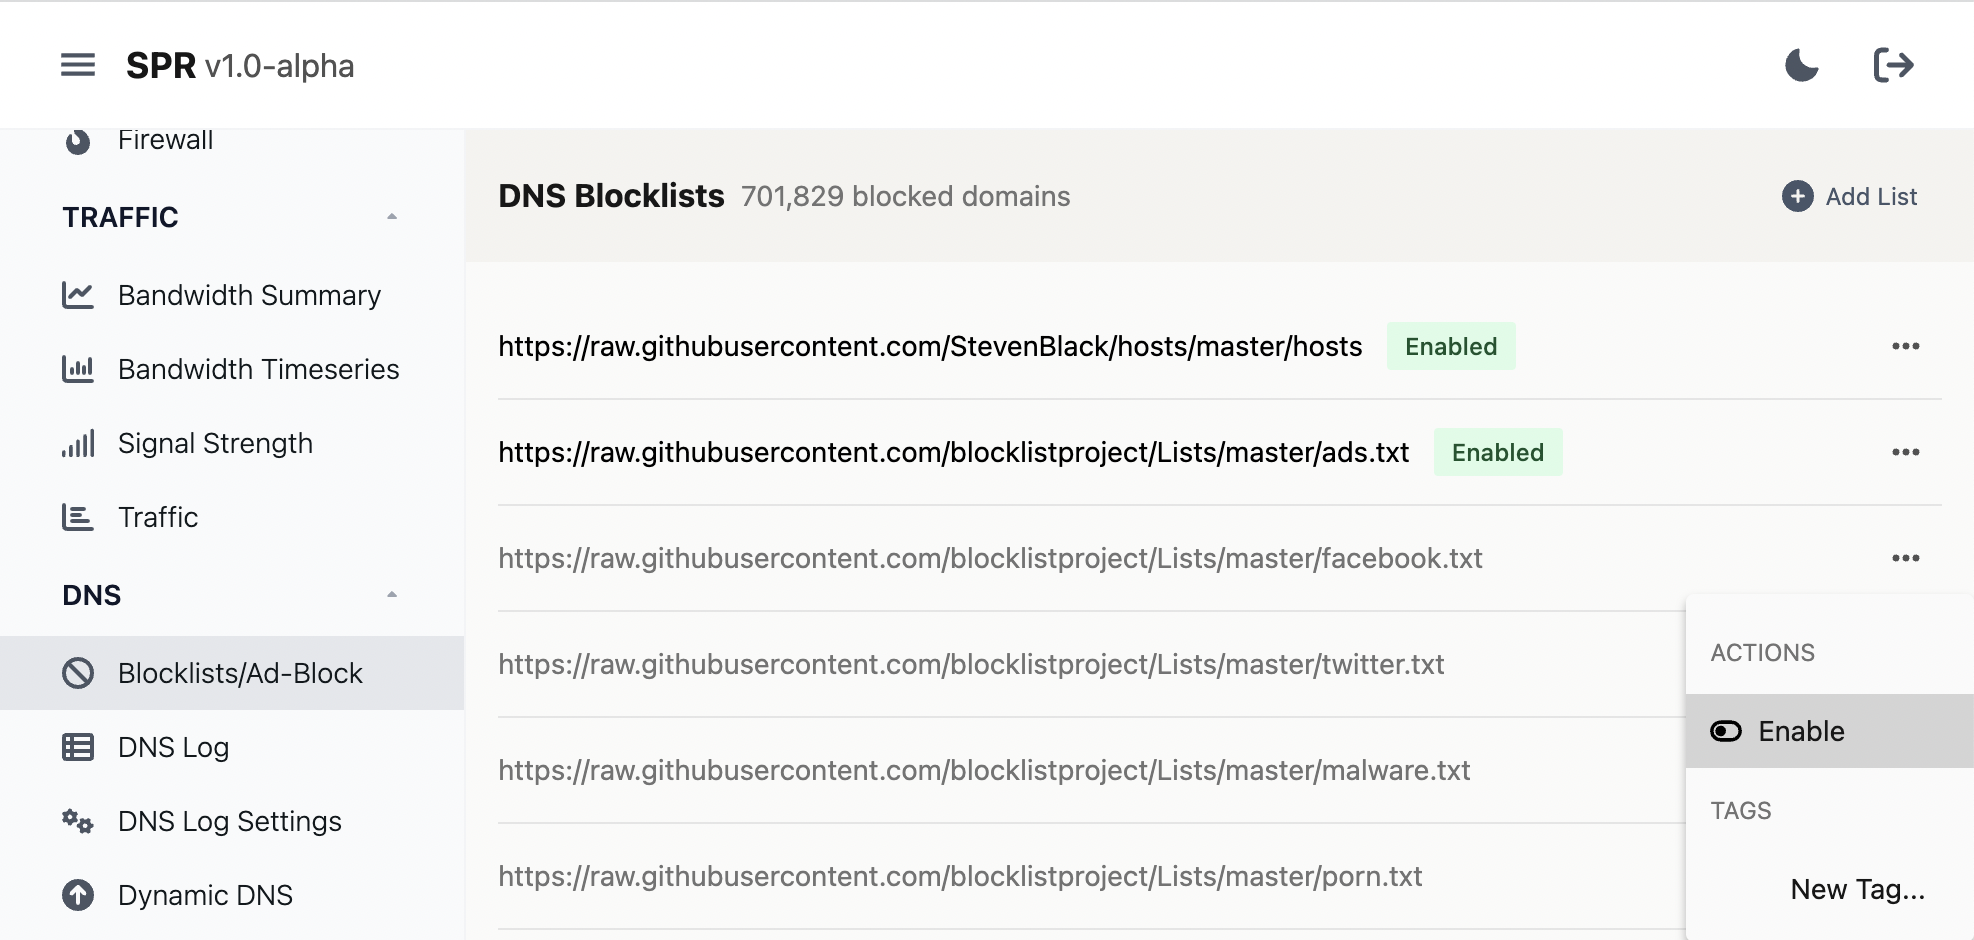 SPR v1.0-alpha
Firewall
TRAFFIC
Bandwidth Summary
Bandwidth Timeseries
Signal Strength
Traffic
DNS
Blocklists/Ad-Block
DNS Log
DNS Log Settings
Dynamic DNS
DNS Blocklists 701,829 blocked domains
Add List
https://raw.githubusercontent.com/StevenBlack/hosts/master/hosts Enabled
https://raw.githubusercontent.com/blocklistproject/Lists/master/ads.txt Enabled
https://raw.githubusercontent.com/blocklistproject/Lists/master/facebook.txt
https://raw.githubusercontent.com/blocklistproject/Lists/master/twitter.txt
https://raw.githubusercontent.com/blocklistproject/Lists/master/malware.txt
https://raw.githubusercontent.com/blocklistproject/Lists/master/porn.txt
ACTIONS
Enable
TAGS
New Tag...